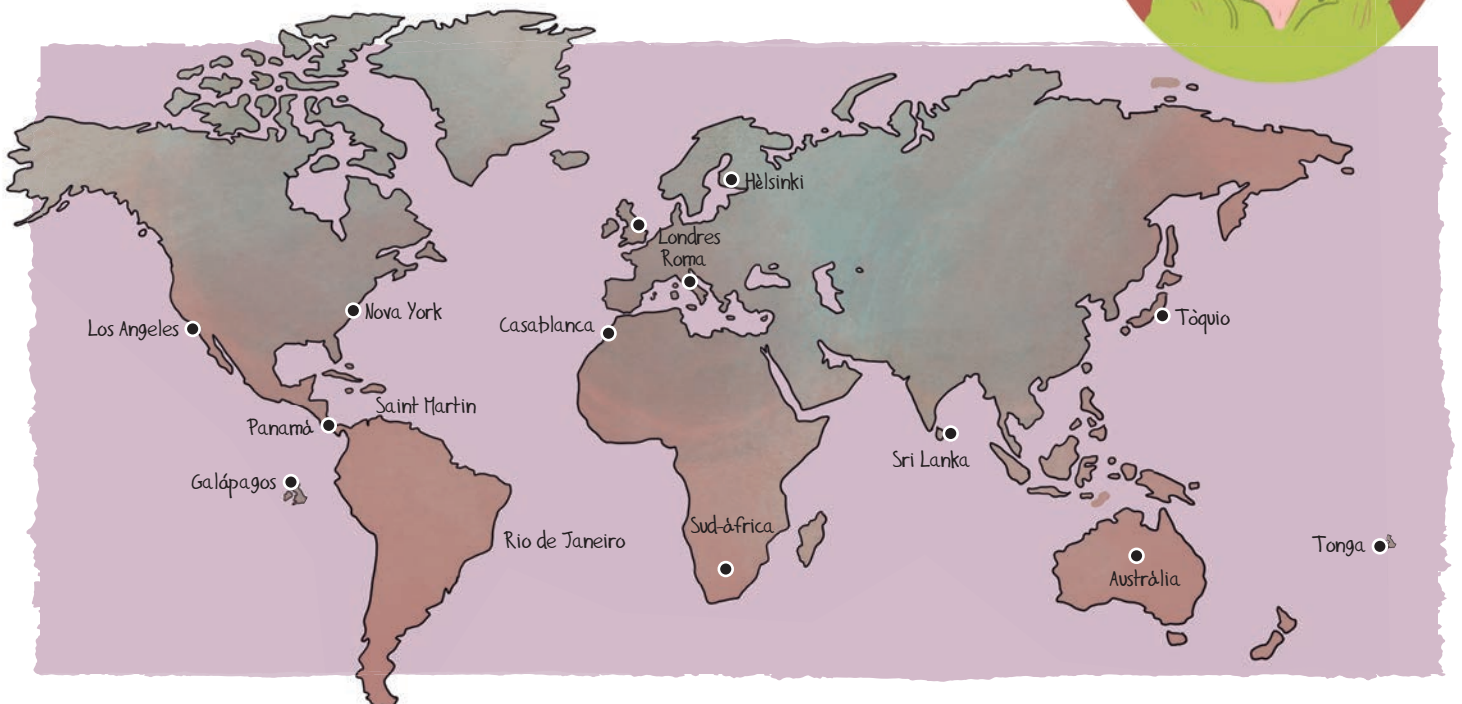 Hèlsinki
Londres
Roma
Nova York
Casablanca
Los Angeles
Tòquio
Saint Martin
Panamá
Sri Lanka
Galápagos
Sud-àfrica
Rio de Janeiro
Tonga
Austràlia